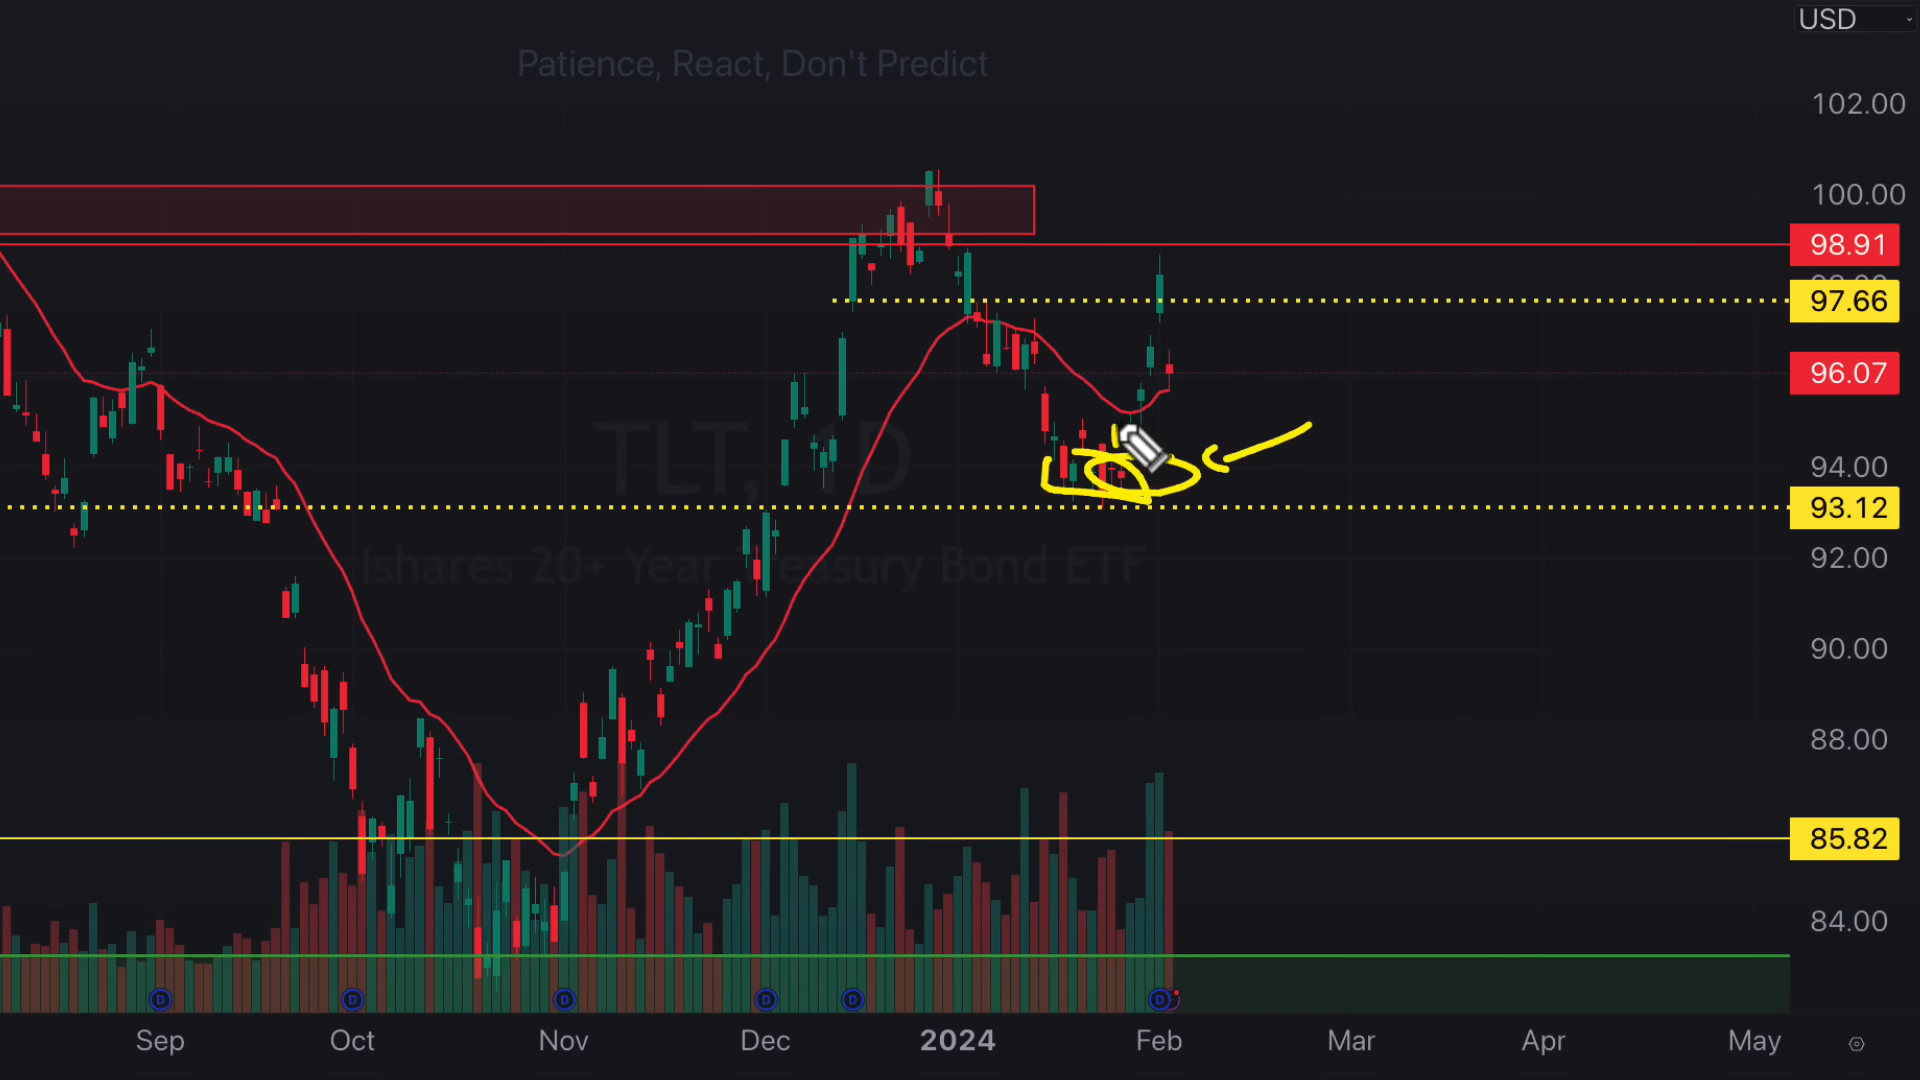 USD
Patience, React, Don't Predict
102.00
100.00
98.91
97.66
96.07
TLT, 1D
94.00
93.12
Ishares 20+ Year Treasury Bond ETF
92.00
90.00
88.00
85.82
84.00
D D D D D D
Sep Oct Nov Dec 2024 Feb Mar Apr May